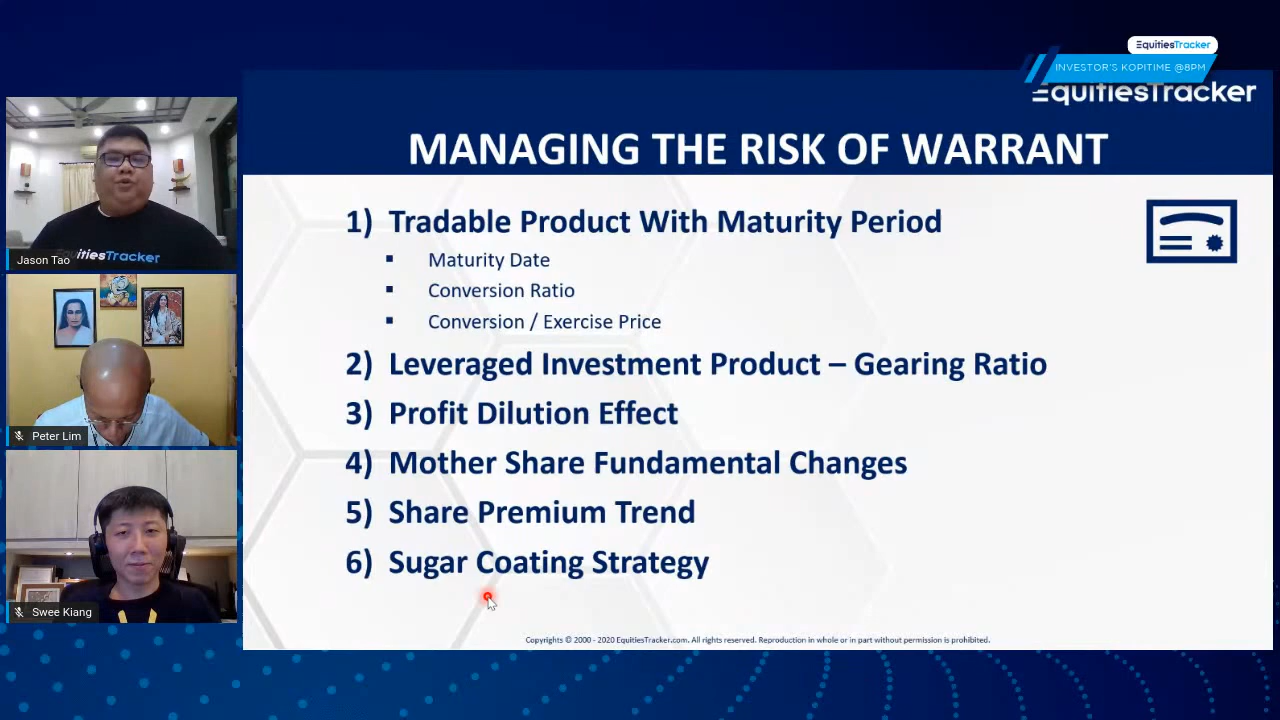 EquitiesTracker
INVESTOR'S KOPITIME @8PM
EquitiesTracker
MANAGING THE RISK OF WARRANT
1) Tradable Product With Maturity Period
▪ Maturity Date
▪ Conversion Ratio
▪ Conversion / Exercise Price
2) Leveraged Investment Product – Gearing Ratio
3) Profit Dilution Effect
4) Mother Share Fundamental Changes
5) Share Premium Trend
6) Sugar Coating Strategy
Copyrights © 2000 - 2020 EquitiesTracker.com. All rights reserved. Reproduction in whole or in part without permission is prohibited.
EquitiesTracker
Jason Tao
Peter Lim
Swee Kiang